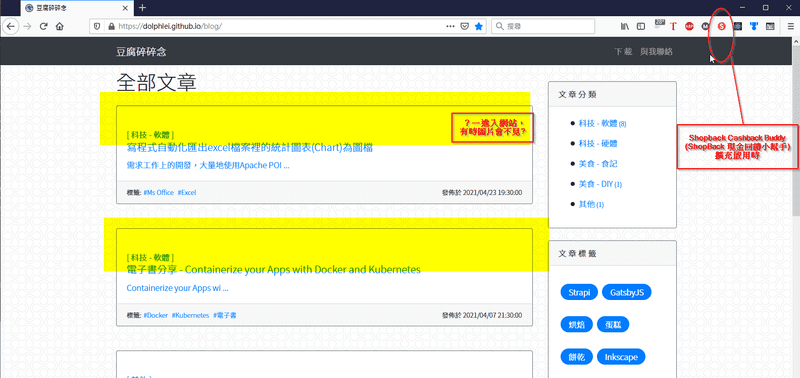 豆腐碎碎念
https://dolphlei.github.io/blog/
搜尋
豆腐碎碎念
下載
與我聯絡
Shopback Cashback Buddy
(ShopBack 現金回饋小幫手)
擴充啟用時
全部文章
？一進入網站，
有時圖片會不見?
[ 科技 - 軟體 ]
寫程式自動化匯出excel檔案裡的統計圖表(Chart)為圖檔
需求工作上的開發，大量地使用Apache POI ...
標籤: #Ms Office #Excel
發佈於 2021/04/23 19:30:00
[ 科技 - 軟體 ]
電子書分享 - Containerize your Apps with Docker and Kubernetes
Containerize your Apps wi ...
標籤: #Docker #Kubernetes #電子書
發佈於 2021/04/07 21:30:00
文章分類
科技 - 軟體 (8)
科技 - 硬體
美食 - 食記
美食 - DIY (1)
其他 (1)
文章標籤
Strapi
GatsbyJS
烘焙
蛋糕
餅乾
Inkscape